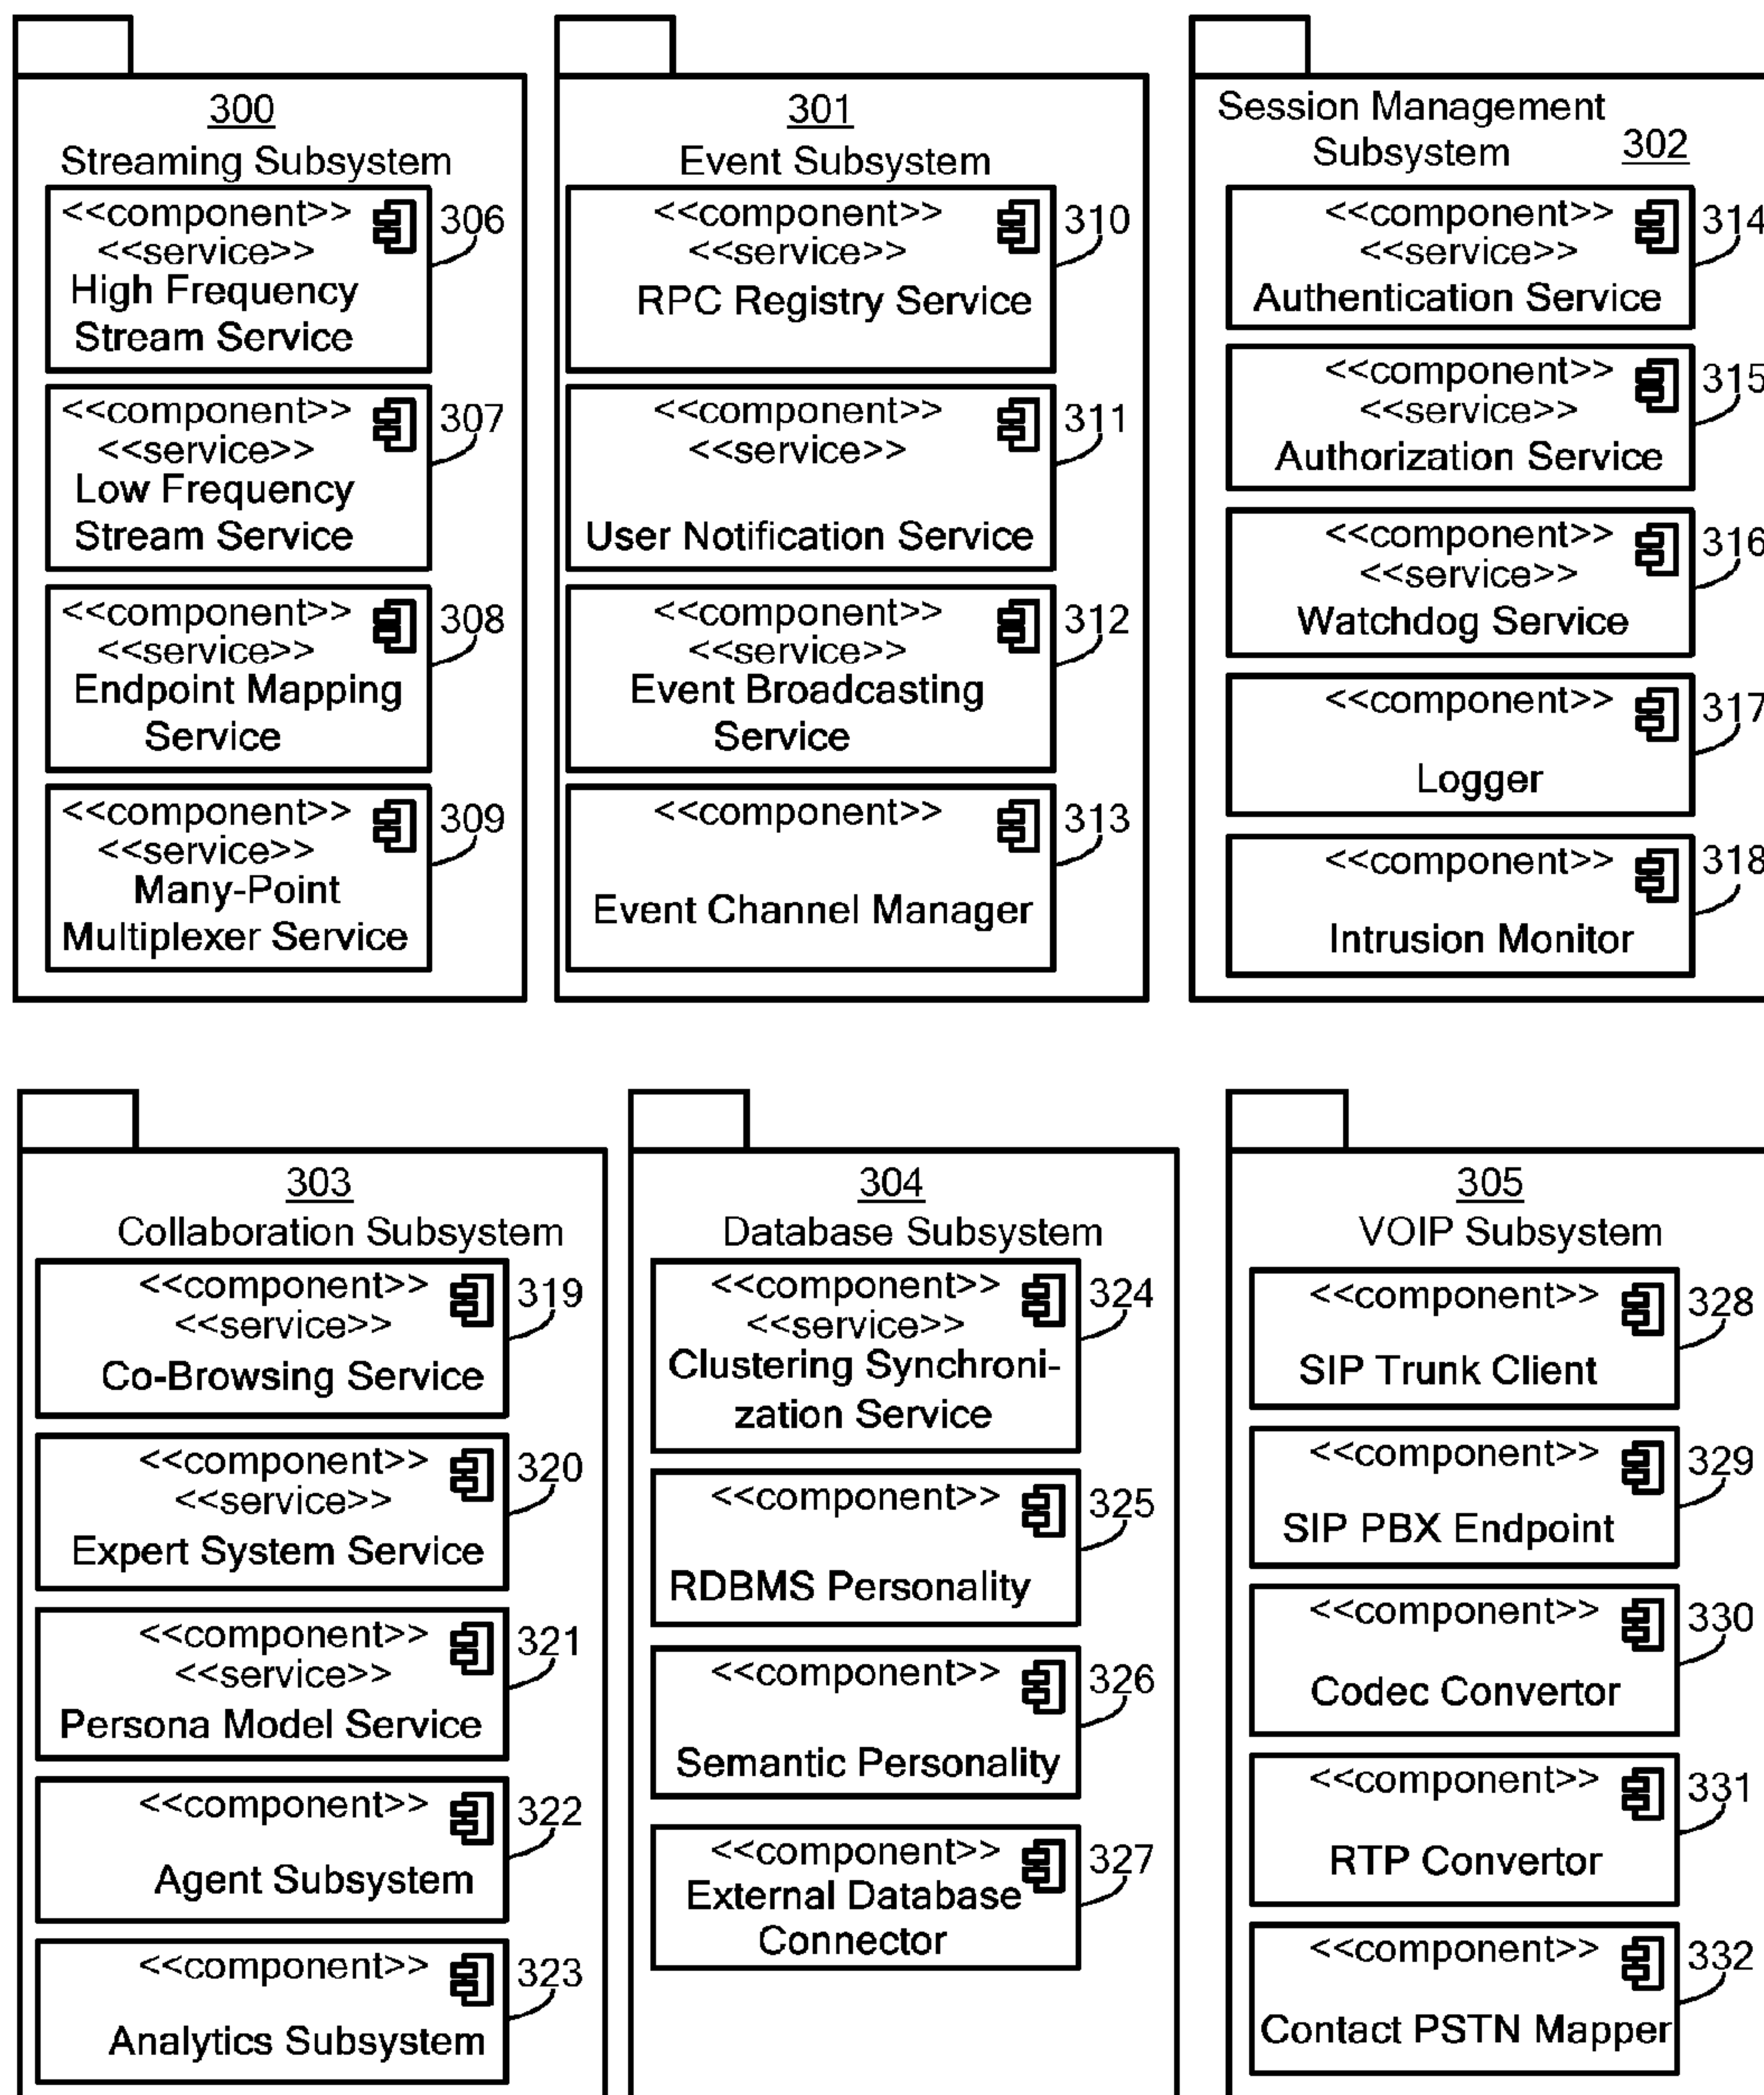 300
Streaming Subsystem
<<component>>
<<service>>
High Frequency
Stream Service
306
<<component>>
<<service>>
Low Frequency
Stream Service
307
<<component>>
<<service>>
Endpoint Mapping
Service
308
<<component>>
<<service>>
Many-Point
Multiplexer Service
309
301
Event Subsystem
<<component>>
<<service>>
RPC Registry Service
310
<<component>>
<<service>>
User Notification Service
311
<<component>>
<<service>>
Event Broadcasting
Service
312
<<component>>
Event Channel Manager
313
Session Management
Subsystem 302
<<component>>
<<service>>
Authentication Service
314
<<component>>
<<service>>
Authorization Service
315
<<component>>
<<service>>
Watchdog Service
316
<<component>>
Logger
317
<<component>>
Intrusion Monitor
318
303
Collaboration Subsystem
<<component>>
<<service>>
Co-Browsing Service
319
<<component>>
<<service>>
Expert System Service
320
<<component>>
<<service>>
Persona Model Service
321
<<component>>
Agent Subsystem
322
<<component>>
Analytics Subsystem
323
304
Database Subsystem
<<component>>
<<service>>
Clustering Synchroni-
zation Service
324
<<component>>
RDBMS Personality
325
<<component>>
Semantic Personality
326
<<component>>
External Database
Connector
327
305
VOIP Subsystem
<<component>>
SIP Trunk Client
328
<<component>>
SIP PBX Endpoint
329
<<component>>
Codec Convertor
330
<<component>>
RTP Convertor
331
<<component>>
Contact PSTN Mapper
332